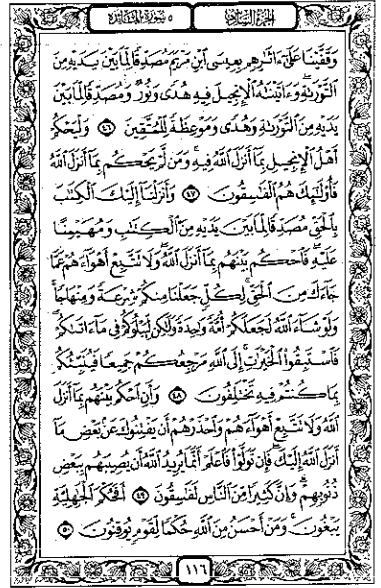 الجزء السادس
٥ سورة المائدة
وَقَفَّيْنَا عَلَىٰٓ ءَاثَٰرِهِم بِعِيسَى ٱبْنِ مَرْيَمَ مُصَدِّقًا لِّمَا بَيْنَ يَدَيْهِ مِنَ
ٱلتَّوْرَىٰةِ وَءَاتَيْنَٰهُ ٱلْإِنجِيلَ فِيهِ هُدًى وَنُورٌ وَمُصَدِّقًا لِّمَا بَيْنَ
يَدَيْهِ مِنَ ٱلتَّوْرَىٰةِ وَهُدًى وَمَوْعِظَةً لِّلْمُتَّقِينَ ٤٦ وَلْيَحْكُمْ
أَهْلُ ٱلْإِنجِيلِ بِمَآ أَنزَلَ ٱللَّهُ فِيهِ وَمَن لَّمْ يَحْكُم بِمَآ أَنزَلَ ٱللَّهُ
فَأُو۟لَٰٓئِكَ هُمُ ٱلْفَٰسِقُونَ ٤٧ وَأَنزَلْنَآ إِلَيْكَ ٱلْكِتَٰبَ
بِٱلْحَقِّ مُصَدِّقًا لِّمَا بَيْنَ يَدَيْهِ مِنَ ٱلْكِتَٰبِ وَمُهَيْمِنًا
عَلَيْهِ فَٱحْكُم بَيْنَهُم بِمَآ أَنزَلَ ٱللَّهُ وَلَا تَتَّبِعْ أَهْوَآءَهُمْ عَمَّا
جَآءَكَ مِنَ ٱلْحَقِّ لِكُلٍّ جَعَلْنَا مِنكُمْ شِرْعَةً وَمِنْهَاجًا
وَلَوْ شَآءَ ٱللَّهُ لَجَعَلَكُمْ أُمَّةً وَٰحِدَةً وَلَٰكِن لِّيَبْلُوَكُمْ فِى مَآ ءَاتَىٰكُمْ
فَٱسْتَبِقُوا۟ ٱلْخَيْرَٰتِ إِلَى ٱللَّهِ مَرْجِعُكُمْ جَمِيعًا فَيُنَبِّئُكُم
بِمَا كُنتُمْ فِيهِ تَخْتَلِفُونَ ٤٨ وَأَنِ ٱحْكُم بَيْنَهُم بِمَآ أَنزَلَ
ٱللَّهُ وَلَا تَتَّبِعْ أَهْوَآءَهُمْ وَٱحْذَرْهُمْ أَن يَفْتِنُوكَ عَنۢ بَعْضِ مَآ
أَنزَلَ ٱللَّهُ إِلَيْكَ فَإِن تَوَلَّوْا۟ فَٱعْلَمْ أَنَّمَا يُرِيدُ ٱللَّهُ أَن يُصِيبَهُم بِبَعْضِ
ذُنُوبِهِمْ وَإِنَّ كَثِيرًا مِّنَ ٱلنَّاسِ لَفَٰسِقُونَ ٤٩ أَفَحُكْمَ ٱلْجَٰهِلِيَّةِ
يَبْغُونَ وَمَنْ أَحْسَنُ مِنَ ٱللَّهِ حُكْمًا لِّقَوْمٍ يُوقِنُونَ ٥٠
١١٦